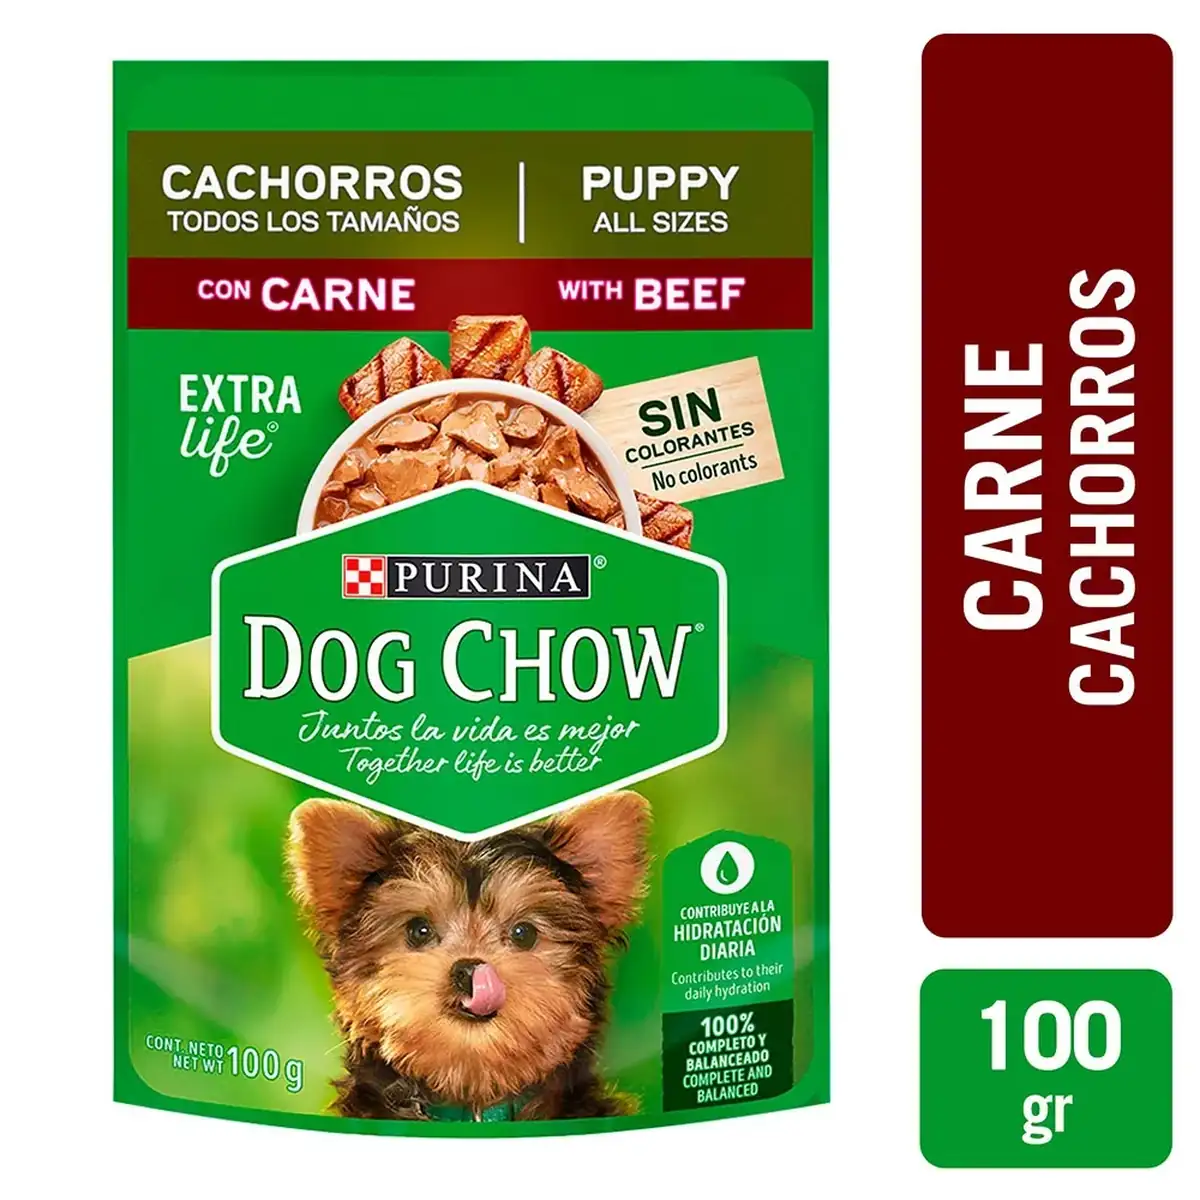 CACHORROS
TODOS LOS TAMAÑOS
PUPPY
ALL SIZES
CON CARNE
WITH BEEF
EXTRA
life®
SIN
COLORANTES
No colorants
PURINA®
DOG CHOW®
Juntos la vida es mejor
Together life is better
CONTRIBUYE A LA
HIDRATACIÓN
DIARIA
Contributes to their
daily hydration
100%
COMPLETO Y
BALANCEADO
COMPLETE AND
BALANCED
CONT. NETO
NET WT 100g
CARNE
CACHORROS
100
gr